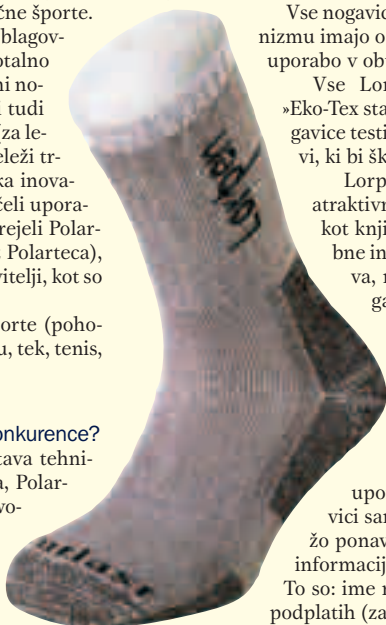 čne športe.
blagov-
otalno
ni no-
tudi
za le-
eleži tr-
ka inova-
čeli upora-
rejeli Polar-
Polarteca),
vitelji, kot so
orte (poho-
u, tek, tenis,
onkurence?
tava tehni-
a, Polar-
vo-
Lorpen
Vse nogavic
nizmu imajo o
uporabo v obu
Vse Lor
»Eko-Tex sta
gavice testi
vi, ki bi šk
Lorp
atraktivn
kot knji
bne in
va, n
ga
upo
vici sar
žo ponav
informacij
To so: ime
podplatih (za